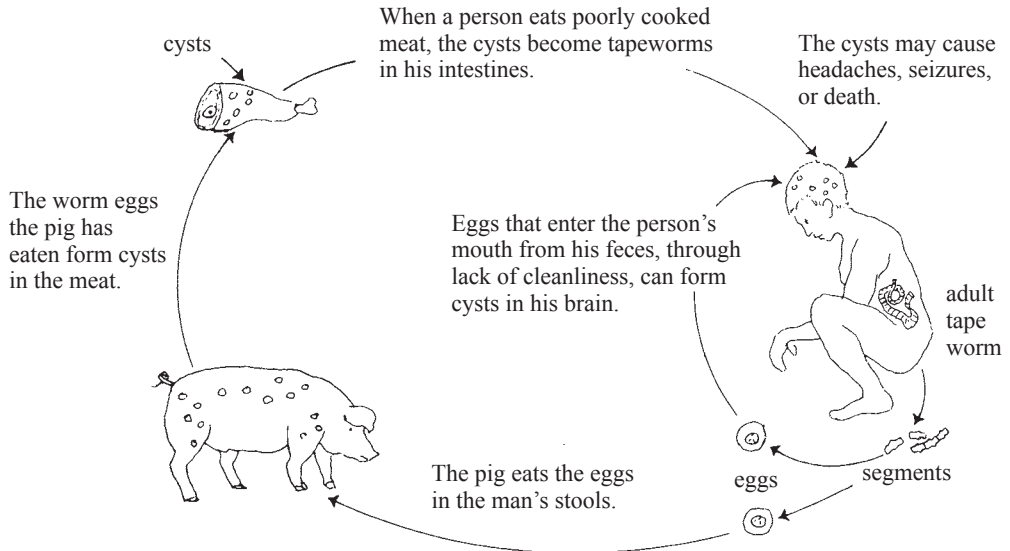 cysts
When a person eats poorly cooked
meat, the cysts become tapeworms
in his intestines.
The cysts may cause
headaches, seizures,
or death.
The worm eggs
the pig has
eaten form cysts
in the meat.
Eggs that enter the person’s
mouth from his feces, through
lack of cleanliness, can form
cysts in his brain.
adult
tape
worm
The pig eats the eggs
in the man’s stools.
eggs
segments